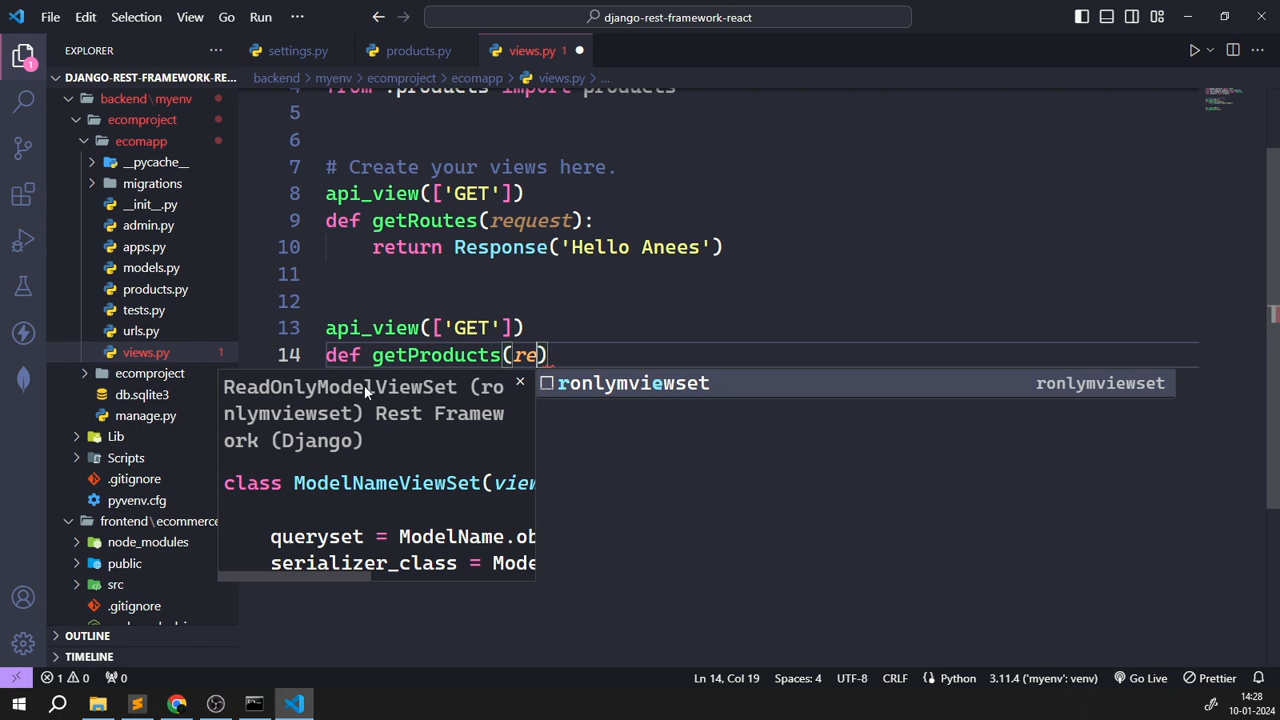 File Edit Selection View Go Run ···
django-rest-framework-react
EXPLORER ···
settings.py
products.py
views.py 1
backend > myenv > ecomproject > ecomapp > views.py > ...
DJANGO-REST-FRAMEWORK-RE...
backend\myenv
ecomproject
ecomapp
__pycache__
migrations
__init__.py
admin.py
apps.py
models.py
products.py
tests.py
urls.py
views.py 1
ecomproject
db.sqlite3
manage.py
Lib
Scripts
.gitignore
pyvenv.cfg
frontend\ecommerce
node_modules
public
src
.gitignore
OUTLINE
TIMELINE
1
4 from .products import products
5
6
7 # Create your views here.
8 api_view(['GET'])
9 def getRoutes(request):
10 return Response('Hello Anees')
11
12
13 api_view(['GET'])
14 def getProducts(re)
ronlymviewset ronlymviewset
ReadOnlyModelViewSet (ro
nlymviewset) Rest Framew
ork (Django)
class ModelNameViewSet(view
queryset = ModelName.ob
serializer_class = Mode
1 0 0
Ln 14, Col 19 Spaces: 4 UTF-8 CRLF Python 3.11.4 ('myenv': venv) Go Live Prettier
14:28
10-01-2024